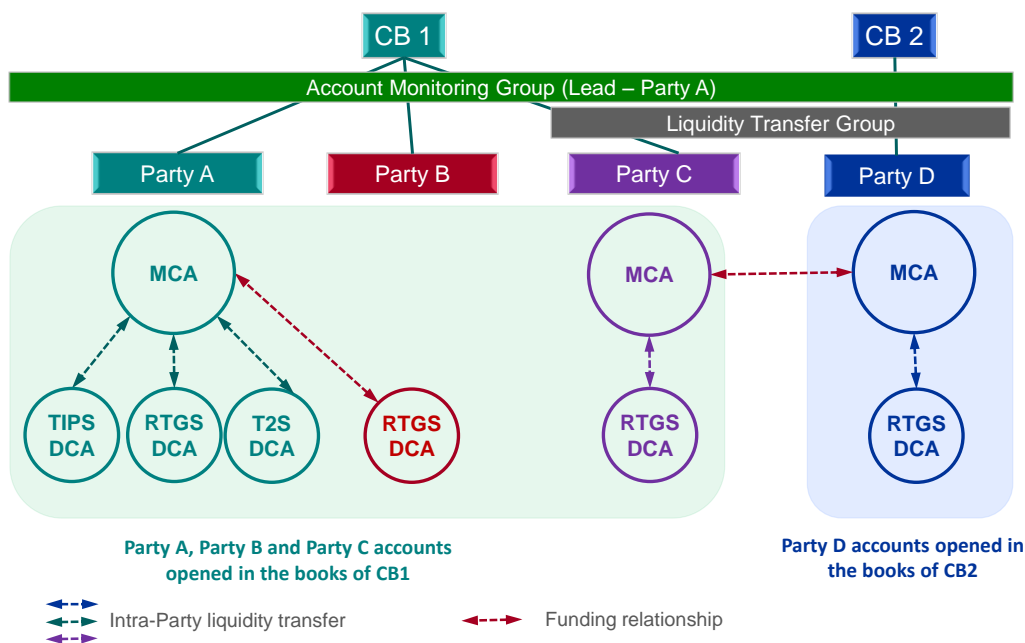 CB 1
CB 2
Account Monitoring Group (Lead – Party A)
Liquidity Transfer Group
Party A
Party B
Party C
Party D
MCA
MCA
MCA
TIPS
DCA
RTGS
DCA
T2S
DCA
RTGS
DCA
RTGS
DCA
RTGS
DCA
Party A, Party B and Party C accounts
opened in the books of CB1
Party D accounts opened in
the books of CB2
Intra-Party liquidity transfer
Funding relationship